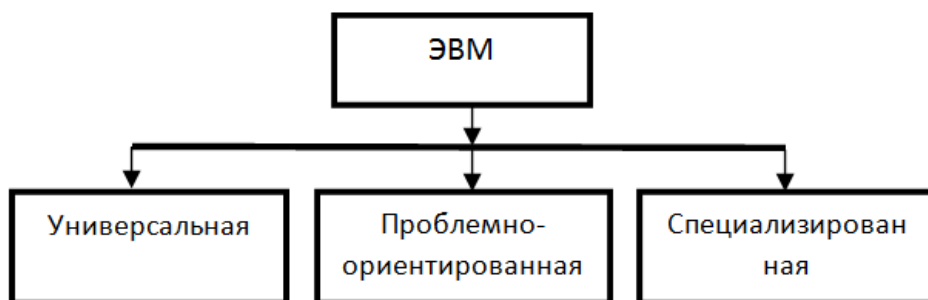 ЭВМ
Универсальная
Проблемно-
ориентированная
Специализирован
ная